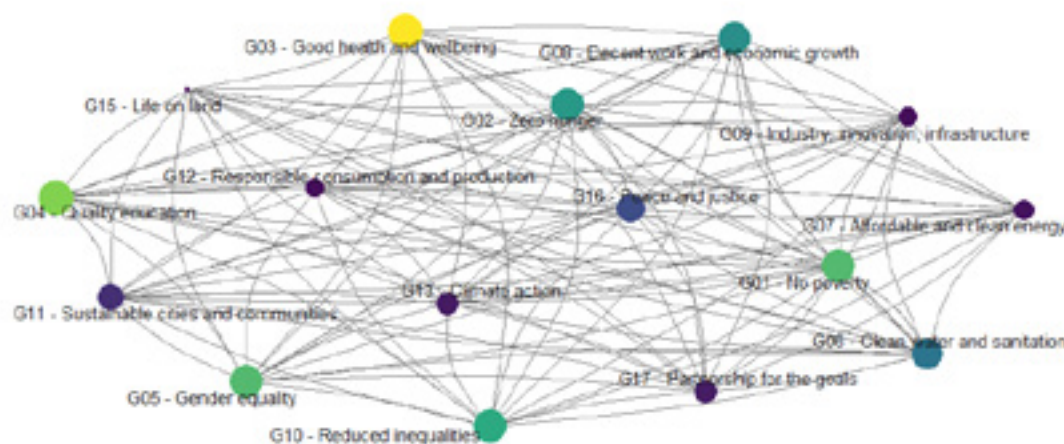 G03 - Good health and wellbeing
G08 - Decent work and economic growth
G15 - Life on land
G02 - Zero hunger
G09 - Industry, innovation, infrastructure
G12 - Responsible consumption and production
G04 - Quality education
G16 - Peace and justice
G07 - Affordable and clean energy
G13 - Climate action
G01 - No poverty
G11 - Sustainable cities and communities
G06 - Clean water and sanitation
G17 - Partnership for the goals
G05 - Gender equality
G10 - Reduced inequalities